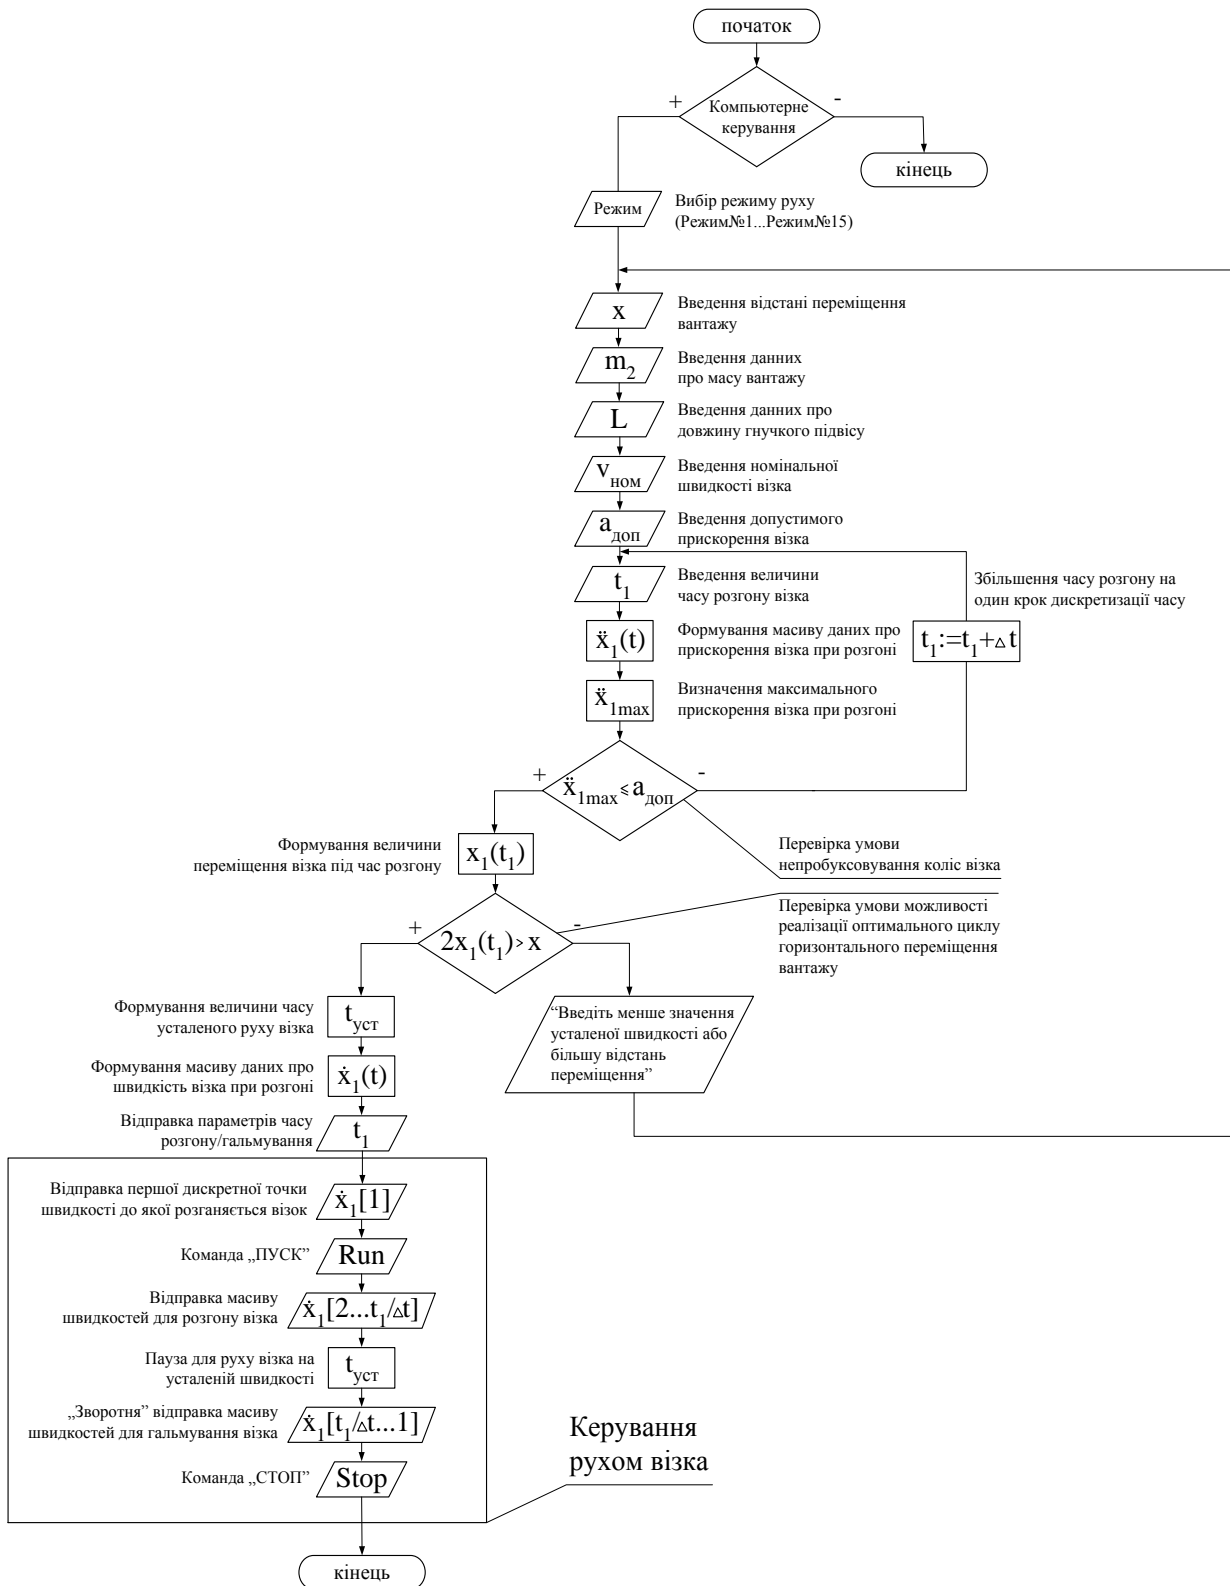 початок
+
-
Компьютерне
керування
кінець
Режим
Вибір режиму руху
(Режим№1...Режим№15)
x
Введення відстані переміщення
вантажу
m₂
Введення данних
про масу вантажу
L
Введення данних про
довжину гнучкого підвісу
vном
Введення номінальної
швидкості візка
aдоп
Введення допустимого
прискорення візка
t₁
Введення величини
часу розгону візка
Збільшення часу розгону на
один крок дискретизації часу
ẍ₁(t)
Формування масиву даних про
прискорення візка при розгоні
t₁:=t₁+△t
ẍ₁max
Визначення максимального
прискорення візка при розгоні
+
-
ẍ₁max≤aдоп
Формування величини
переміщення візка під час розгону
x₁(t₁)
Перевірка умови
непробуксовування коліс візка
+
-
2x₁(t₁)>x
Перевірка умови можливості
реалізації оптимального циклу
горизонтального переміщення
вантажу
Формування величини часу
усталеного руху візка
tуст
“Введіть менше значення
усталеної швидкості або
більшу відстань
переміщення”
Формування масиву даних про
швидкість візка при розгоні
ẋ₁(t)
Відправка параметрів часу
розгону/гальмування
t₁
Відправка першої дискретної точки
швидкості до якої розганяється візок
ẋ₁[1]
Команда „ПУСК”
Run
Відправка масиву
швидкостей для розгону візка
ẋ₁[2...t₁/△t]
Пауза для руху візка на
усталеній швидкості
tуст
„Зворотня” відправка масиву
швидкостей для гальмування візка
ẋ₁[t₁/△t...1]
Команда „СТОП”
Stop
Керування
рухом візка
кінець